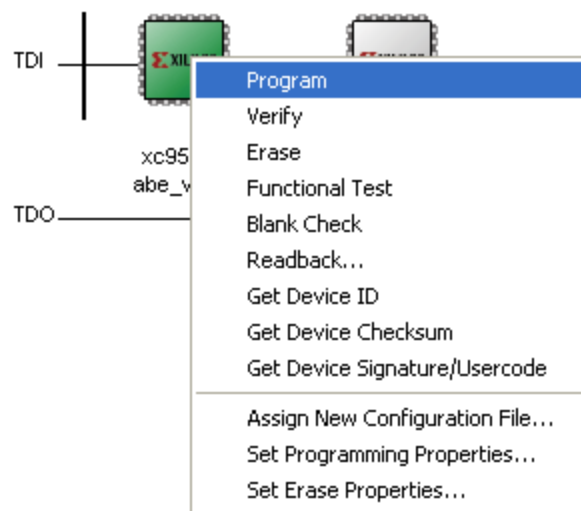 TDI
XIL
Program
Verify
xc95
Erase
abe_v
Functional Test
TDO
Blank Check
Readback...
Get Device ID
Get Device Checksum
Get Device Signature/Usercode
Assign New Configuration File...
Set Programming Properties...
Set Erase Properties...